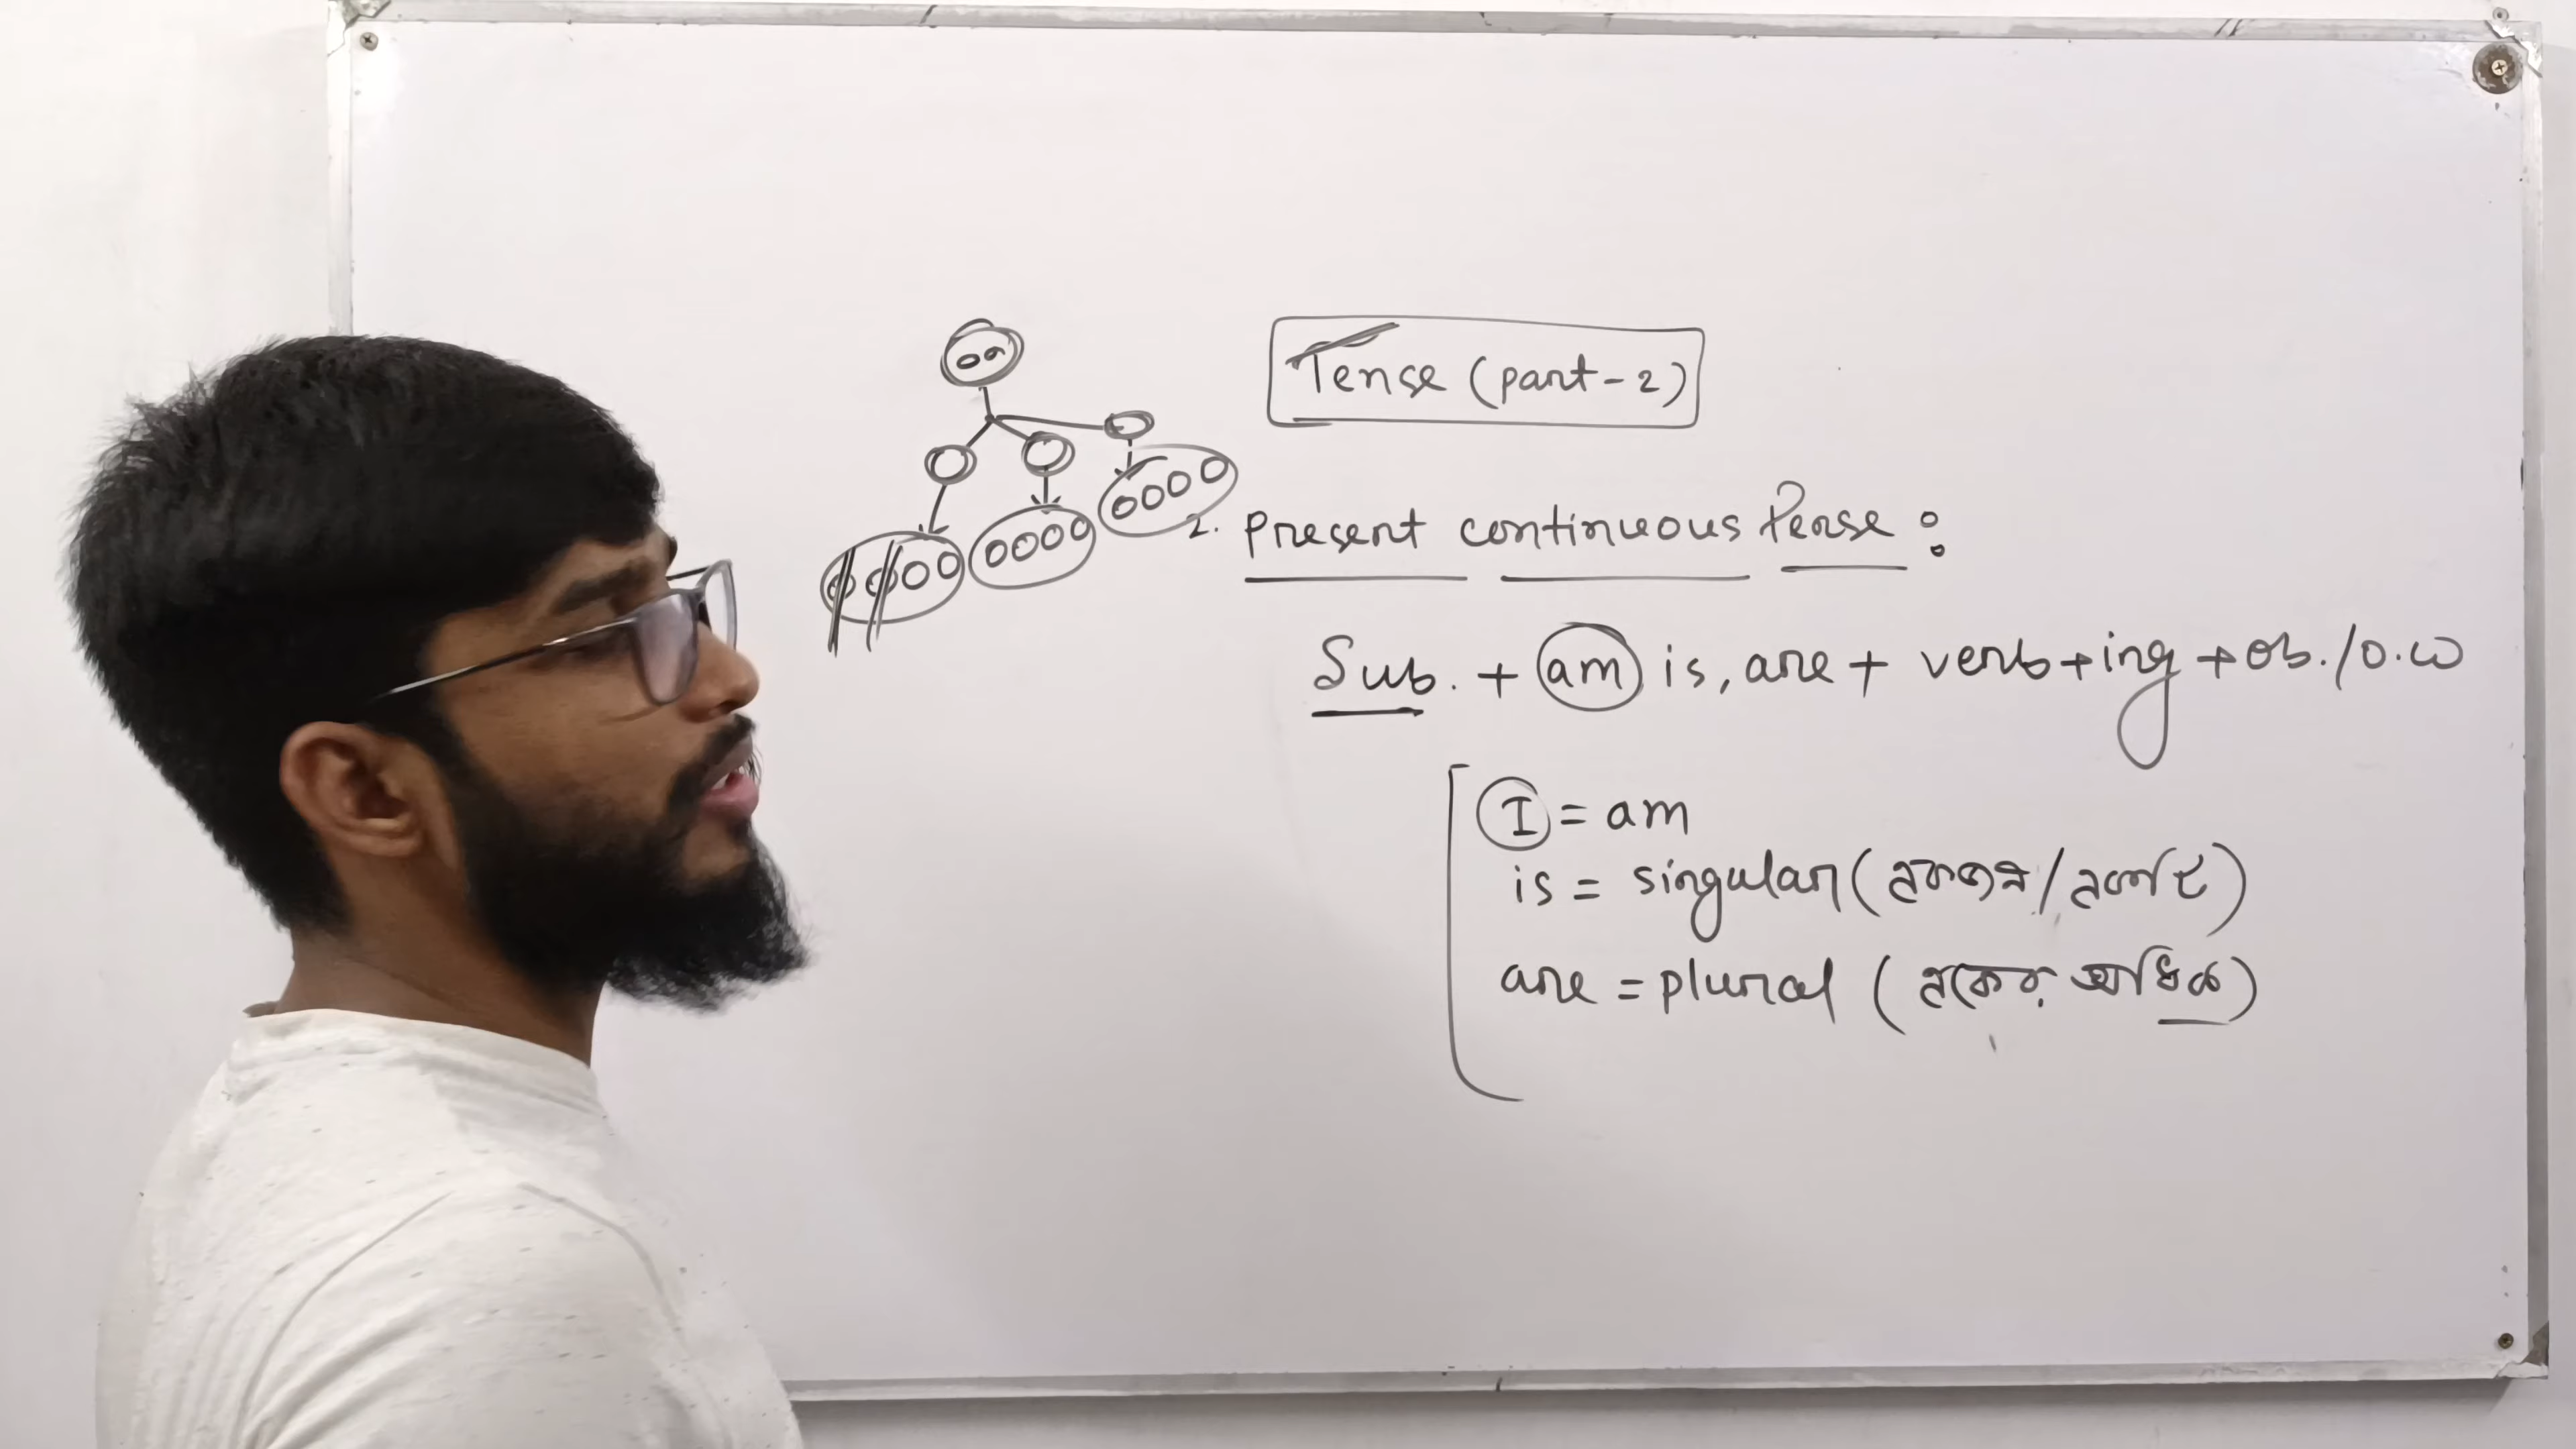 Tense (part-2)
2. Present continuous Tense :
Sub. + am is, are + verb+ing + ob./o.w
I = am
is = singular (একজন/একটি)
are = plural (একের অধিক)